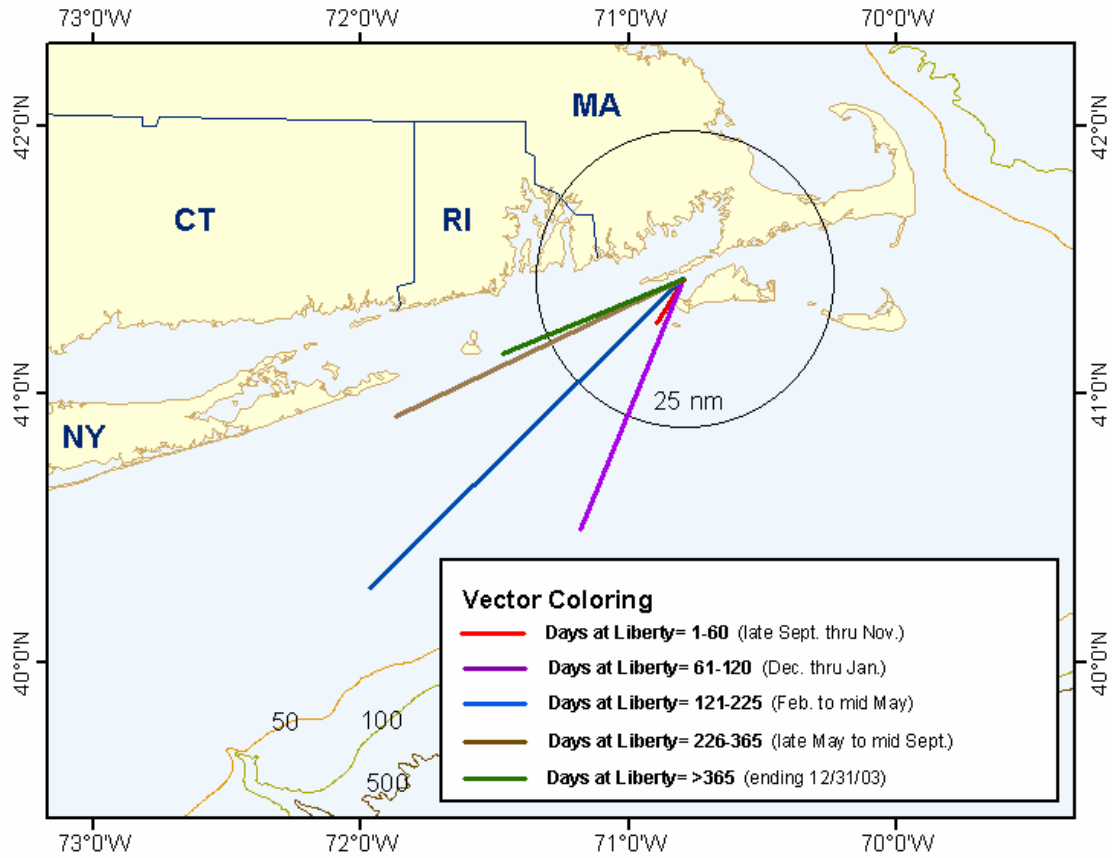 73°0'W 72°0'W 71°0'W 70°0'W
42°0'N
42°0'N
MA
CT
RI
41°0'N
41°0'N
25 nm
NY
Vector Coloring
Days at Liberty= 1-60 (late Sept. thru Nov.)
Days at Liberty= 61-120 (Dec. thru Jan.)
Days at Liberty= 121-225 (Feb. to mid May)
Days at Liberty= 226-365 (late May to mid Sept.)
Days at Liberty= >365 (ending 12/31/03)
40°0'N
40°0'N
50
100
500
73°0'W 72°0'W 71°0'W 70°0'W